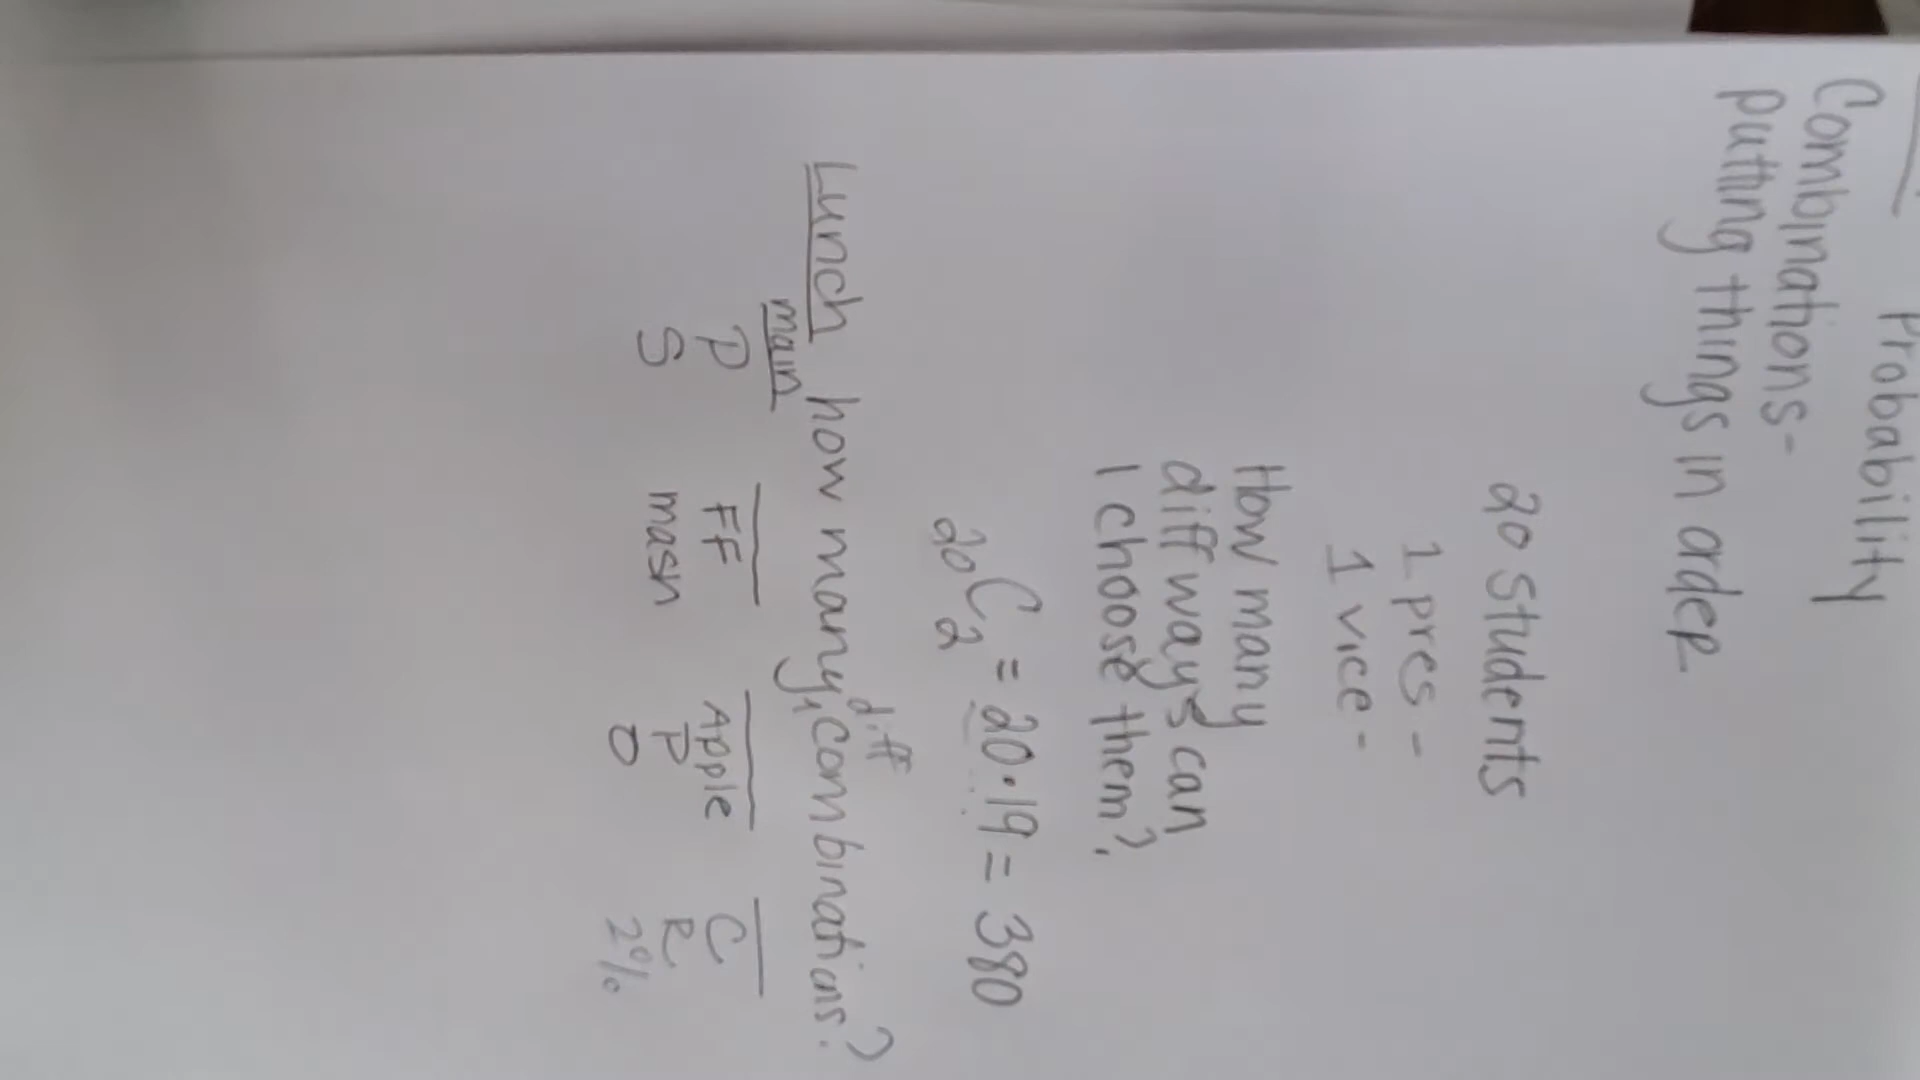 Probability
Combinations-
putting things in order
20 students
1 pres -
1 vice -
How many
diff ways can
I choose them?
20C2 = 20·19 = 380
diff
Lunch how many, combinations?
main
P FF Apple C
S mash P R
O 2%